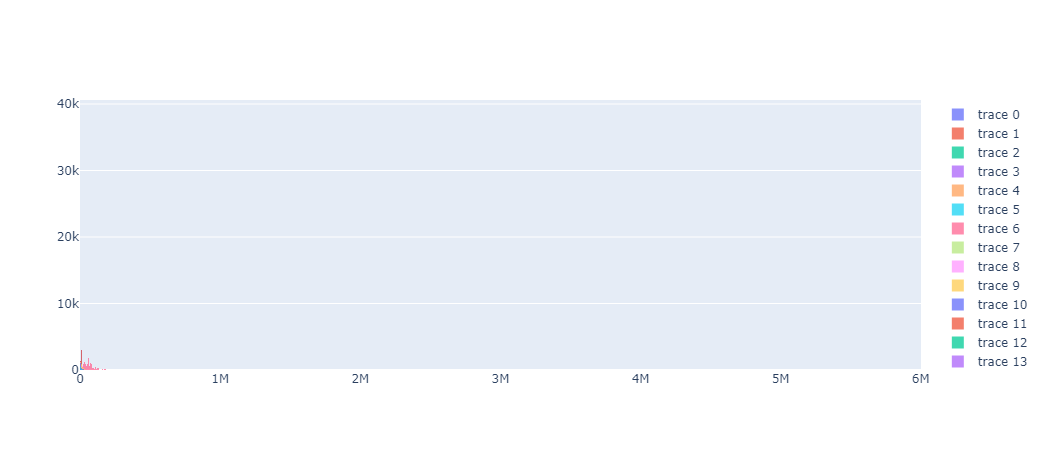 40k
30k
20k
10k
0
0 1M 2M 3M 4M 5M 6M
trace 0
trace 1
trace 2
trace 3
trace 4
trace 5
trace 6
trace 7
trace 8
trace 9
trace 10
trace 11
trace 12
trace 13